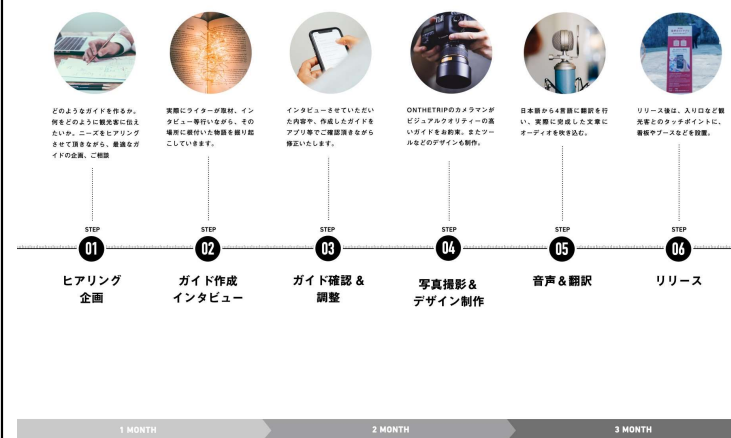 どのようなガイドを作るか。
何をどのように観光客に伝え
たいか。ニーズをヒアリング
させて頂きながら、最適なガ
イドの企画、ご相談
実際にライターが取材、イン
タビュー等行いながら、その
場所に根付いた物語を掘り起
こしていきます。
インタビューさせていただい
た内容や、作成したガイドを
アプリ等でご確認頂きながら
修正いたします。
ONTHETRIPのカメラマンが
ビジュアルクオリティーの高
いガイドをお約束。またツー
ルなどのデザインも制作。
日本語から4言語に翻訳を行
い、実際に完成した文章に
オーディオを吹き込む。
リリース後は、入り口など観
光客とのタッチポイントに、
看板やブースなどを設置。
STEP
01
ヒアリング
企画
STEP
02
ガイド作成
インタビュー
STEP
03
ガイド確認 &
調整
STEP
04
写真撮影 &
デザイン制作
STEP
05
音声 & 翻訳
STEP
06
リリース
1 MONTH
2 MONTH
3 MONTH